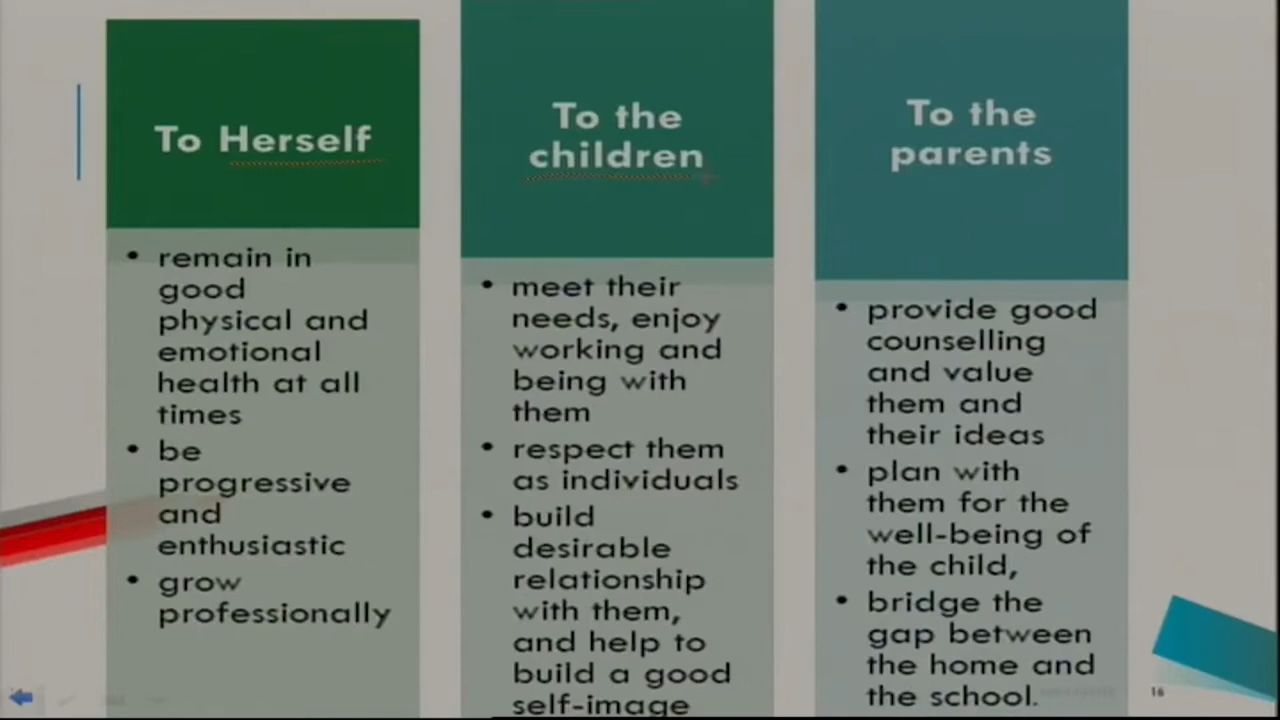 To Herself
• remain in
good
physical and
emotional
health at all
times
• be
progressive
and
enthusiastic
• grow
professionally
To the
children
• meet their
needs, enjoy
working and
being with
them
• respect them
as individuals
• build
desirable
relationship
with them,
and help to
build a good
self-image
To the
parents
• provide good
counselling
and value
them and
their ideas
• plan with
them for the
well-being of
the child,
• bridge the
gap between
the home and
the school.
16